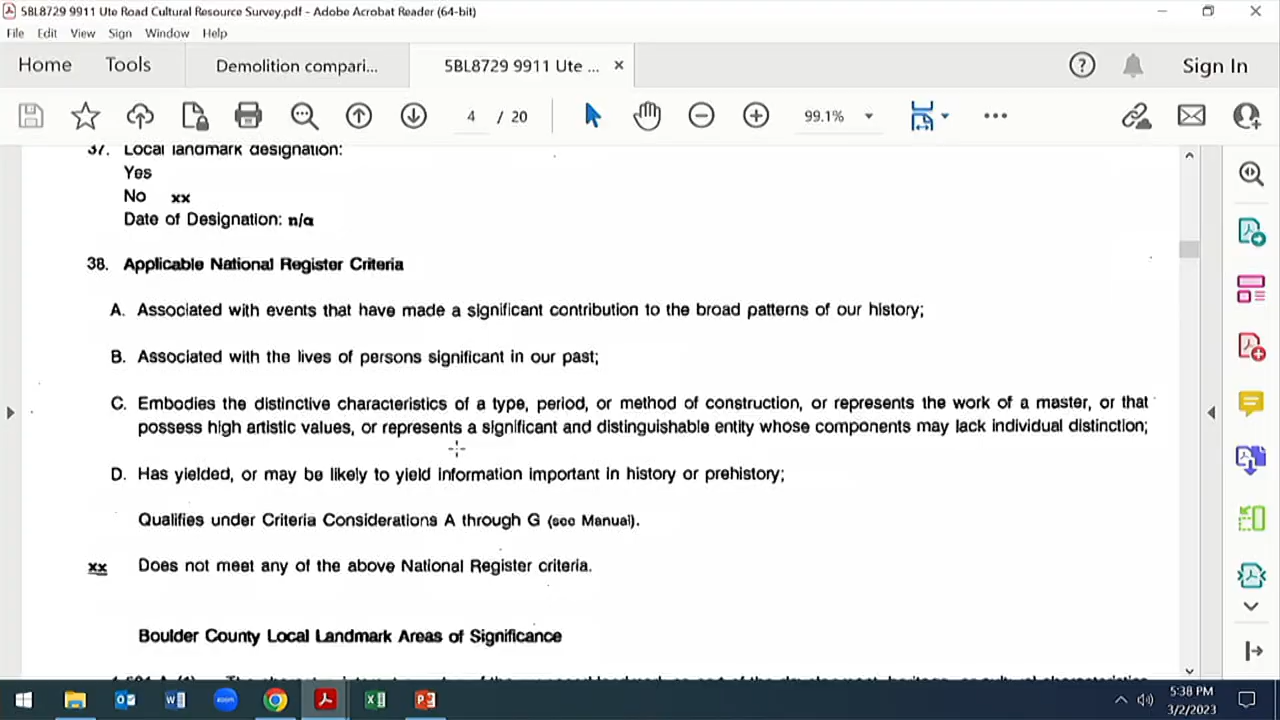 5BL8729 9911 Ute Road Cultural Resource Survey.pdf - Adobe Acrobat Reader (64-bit)
File Edit View Sign Window Help
Home Tools Demolition compari... 5BL8729 9911 Ute ... × Sign In
4 / 20 99.1%
37. Local landmark designation:
Yes
No xx
Date of Designation: n/a
38. Applicable National Register Criteria
A. Associated with events that have made a significant contribution to the broad patterns of our history;
B. Associated with the lives of persons significant in our past;
C. Embodies the distinctive characteristics of a type, period, or method of construction, or represents the work of a master, or that
possess high artistic values, or represents a significant and distinguishable entity whose components may lack individual distinction;
D. Has yielded, or may be likely to yield information important in history or prehistory;
Qualifies under Criteria Considerations A through G (see Manual).
xx Does not meet any of the above National Register criteria.
Boulder County Local Landmark Areas of Significance
5:38 PM
3/2/2023